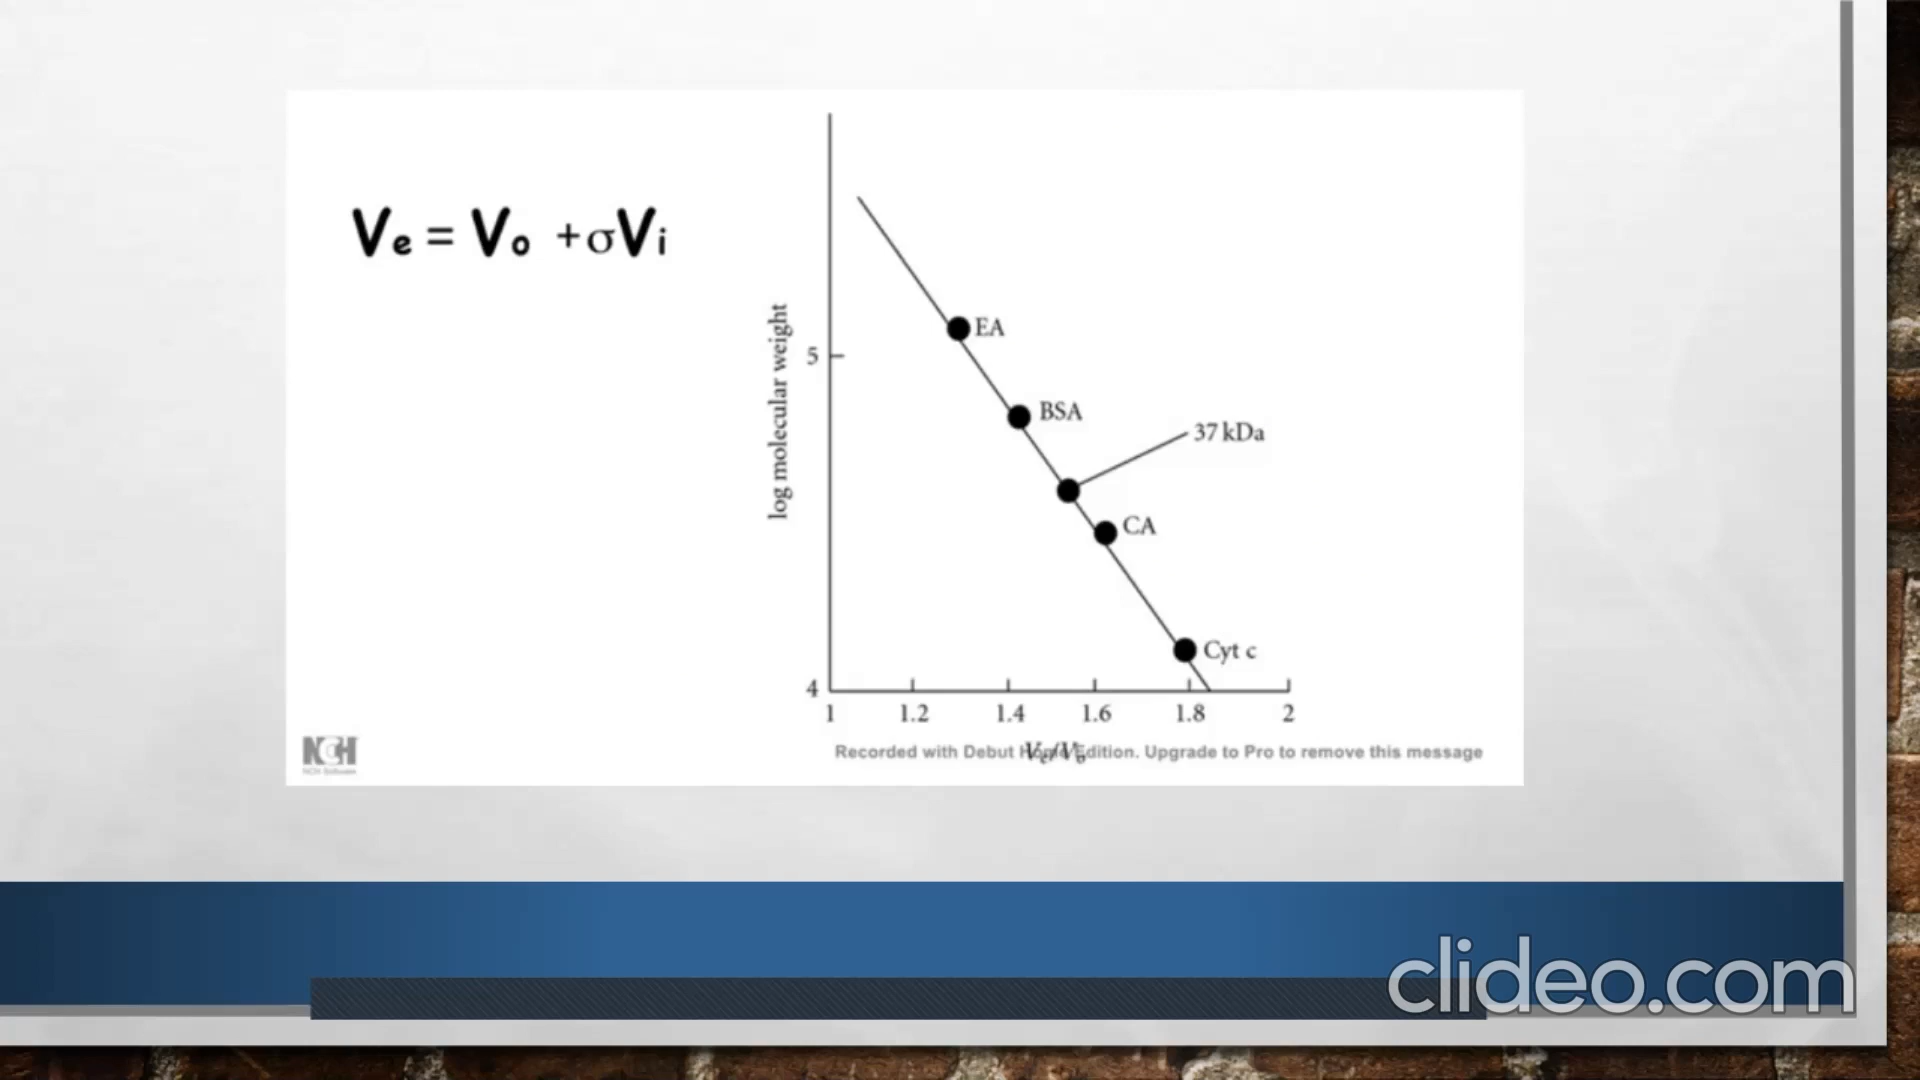 Ve = Vo +σVi
log molecular weight
5
4
EA
BSA
37 kDa
CA
Cyt c
1 1.2 1.4 1.6 1.8 2
Ve/Vo
Recorded with Debut Home Edition. Upgrade to Pro to remove this message
NCH
NCH Software
clideo.com